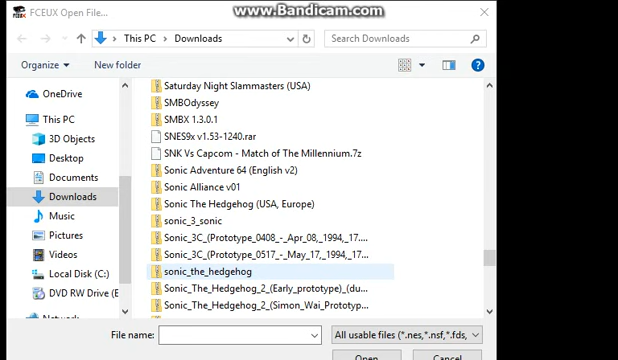 FCEUX Open File...
www.Bandicam.com
This PC > Downloads
Search Downloads
Organize
New folder
OneDrive
This PC
3D Objects
Desktop
Documents
Downloads
Music
Pictures
Videos
Local Disk (C:)
DVD RW Drive (E
Network
Saturday Night Slammasters (USA)
SMBOdyssey
SMBX 1.3.0.1
SNES9x v1.53-1240.rar
SNK Vs Capcom - Match of The Millennium.7z
Sonic Adventure 64 (English v2)
Sonic Alliance v01
Sonic The Hedgehog (USA, Europe)
sonic_3_sonic
Sonic_3C_(Prototype_0408_-_Apr_08,_1994,_17....
Sonic_3C_(Prototype_0517_-_May_17,_1994,_17....
sonic_the_hedgehog
Sonic_The_Hedgehog_2_(Early_prototype)_(du...
Sonic_The_Hedgehog_2_(Simon_Wai_Prototyp...
File name:
All usable files (*.nes,*.nsf,*.fds,
Open
Cancel